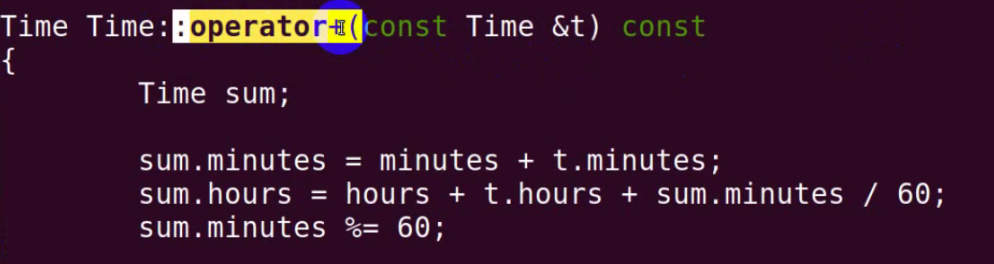 Time Time::operator+(const Time &t) const
{
        Time sum;

        sum.minutes = minutes + t.minutes;
        sum.hours = hours + t.hours + sum.minutes / 60;
        sum.minutes %= 60;